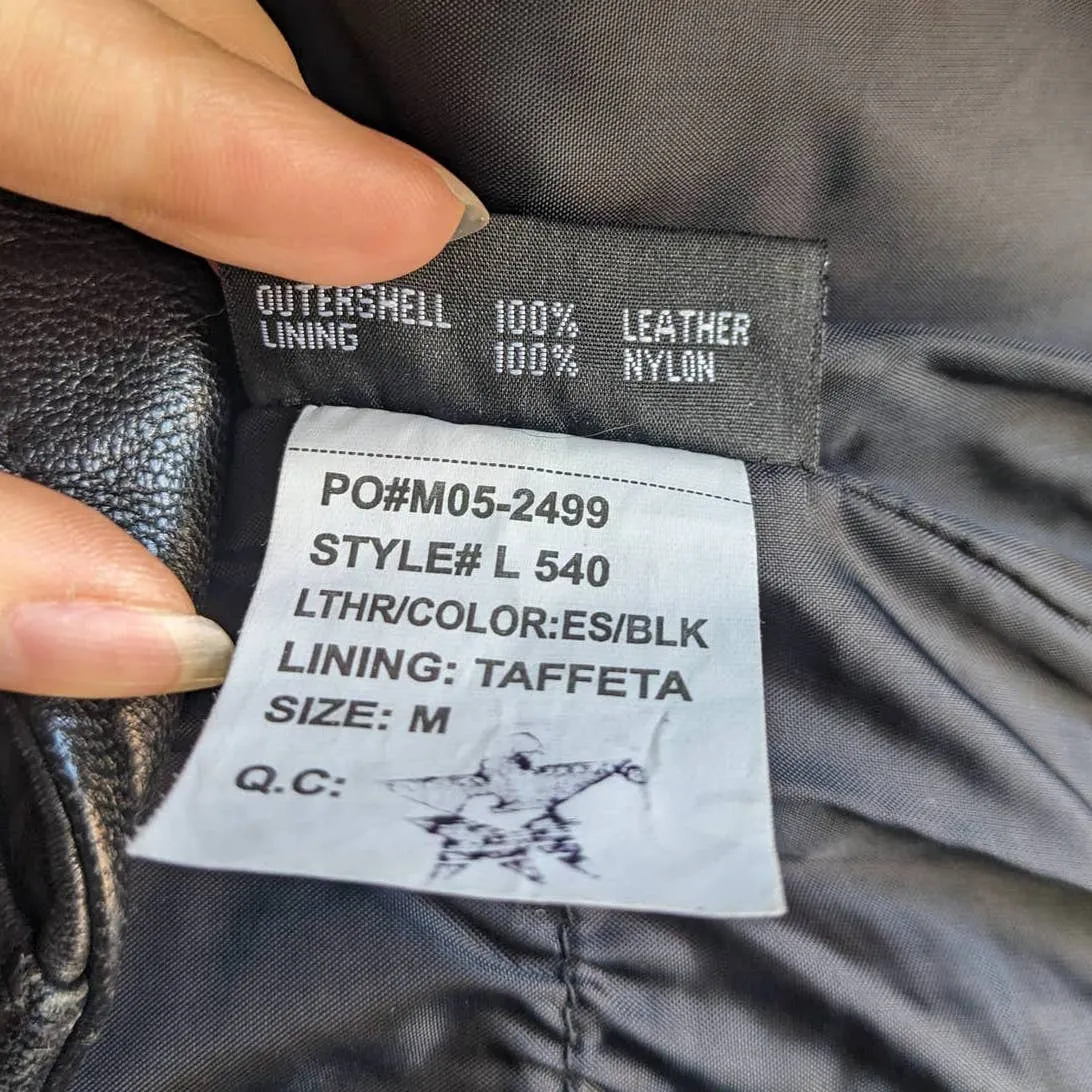 OUTERSHELL 100% LEATHER
LINING 100% NYLON
PO#M05-2499
STYLE# L 540
LTHR/COLOR:ES/BLK
LINING: TAFFETA
SIZE: M
Q.C: